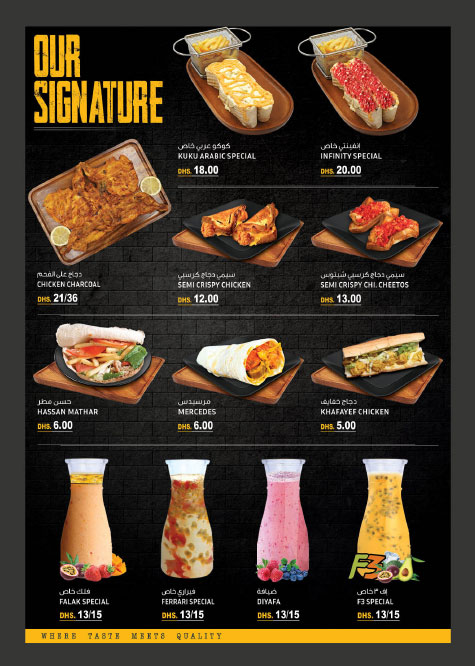 OUR
SIGNATURE
كوكو عربي خاص
KUKU ARABIC SPECIAL
DHS. 18.00
إنفينتي خاص
INFINITY SPECIAL
DHS. 20.00
دجاج على الفحم
CHICKEN CHARCOAL
DHS. 21/36
سيمي دجاج كرسبي
SEMI CRISPY CHICKEN
DHS. 12.00
سيمي دجاج كرسبي شيتوس
SEMI CRISPY CHI. CHEETOS
DHS. 13.00
حسن مطر
HASSAN MATHAR
DHS. 6.00
مرسيدس
MERCEDES
DHS. 6.00
دجاج خفايف
KHAFAYEF CHICKEN
DHS. 5.00
فلك خاص
FALAK SPECIAL
DHS. 13/15
فيراري خاص
FERRARI SPECIAL
DHS. 13/15
ضيافة
DIYAFA
DHS. 13/15
F3
إف ٣ خاص
F3 SPECIAL
DHS. 13/15
WHERE TASTE MEETS QUALITY